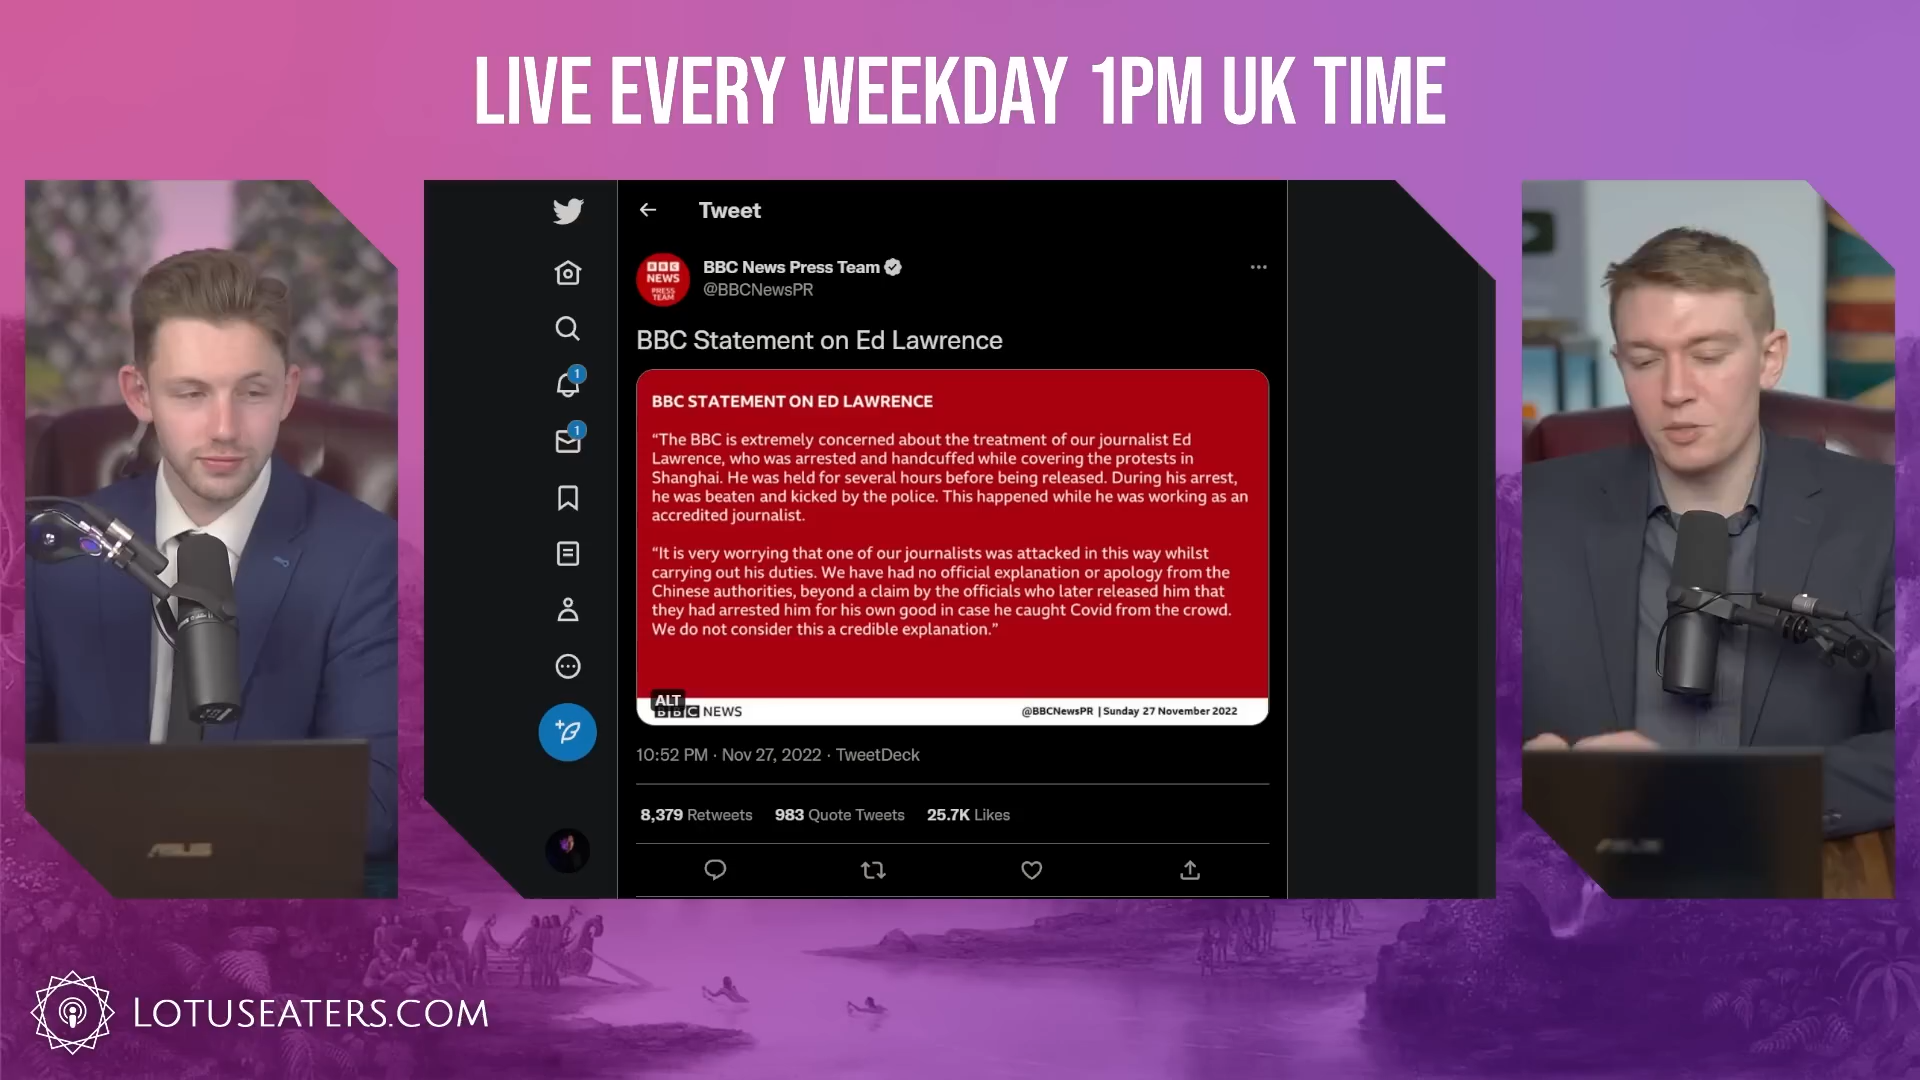 LIVE EVERY WEEKDAY 1PM UK TIME
Tweet
BBC News Press Team
@BBCNewsPR
BBC NEWS PRESS TEAM
BBC Statement on Ed Lawrence
BBC STATEMENT ON ED LAWRENCE
“The BBC is extremely concerned about the treatment of our journalist Ed
Lawrence, who was arrested and handcuffed while covering the protests in
Shanghai. He was held for several hours before being released. During his arrest,
he was beaten and kicked by the police. This happened while he was working as an
accredited journalist.
“It is very worrying that one of our journalists was attacked in this way whilst
carrying out his duties. We have had no official explanation or apology from the
Chinese authorities, beyond a claim by the officials who later released him that
they had arrested him for his own good in case he caught Covid from the crowd.
We do not consider this a credible explanation.”
ALT
BBC NEWS
@BBCNewsPR | Sunday 27 November 2022
10:52 PM · Nov 27, 2022 · TweetDeck
8,379 Retweets 983 Quote Tweets 25.7K Likes
1
1
ASUS
ASUS
LOTUSEATERS.COM